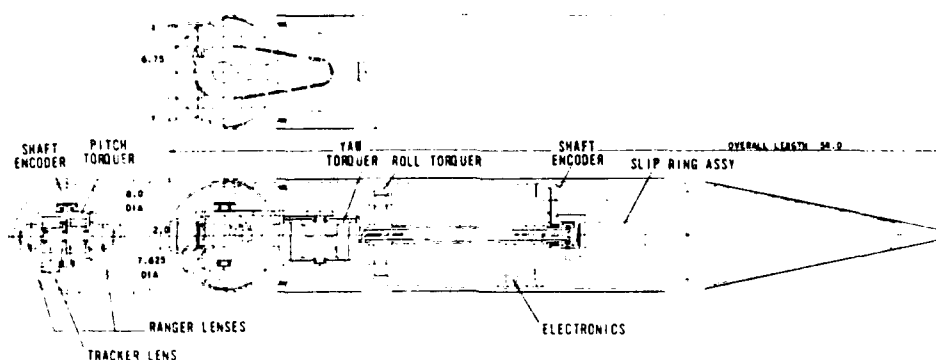 6.75
SHAFT ENCODER
PITCH TORQUER
YAW TORQUER
ROLL TORQUER
SHAFT ENCODER
SLIP RING ASSY
OVERALL LENGTH
8.0 DIA
2.0
7.625 DIA
RANGER LENSES
TRACKER LENS
ELECTRONICS